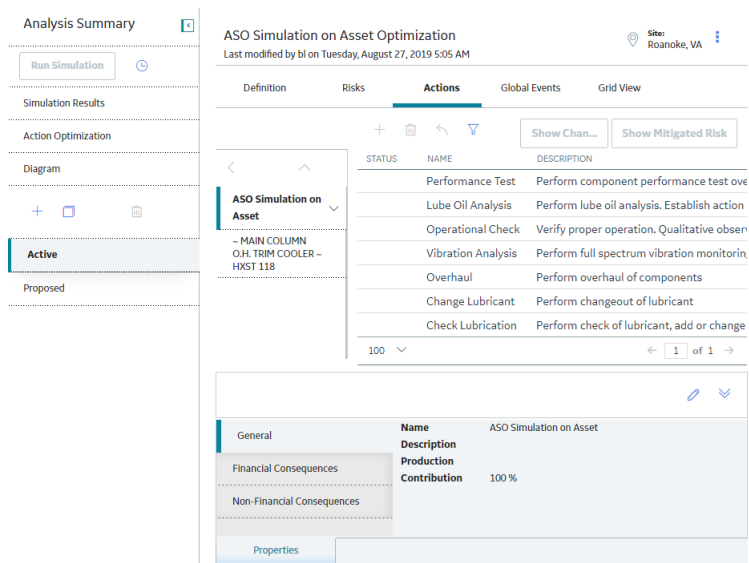 Analysis Summary
Run Simulation
Simulation Results
Action Optimization
Diagram
Active
Proposed
ASO Simulation on Asset Optimization
Last modified by bl on Tuesday, August 27, 2019 5:05 AM
Site:
Roanoke, VA
Definition Risks Actions Global Events Grid View
Show Chan... Show Mitigated Risk
ASO Simulation on
Asset
~ MAIN COLUMN
O.H. TRIM COOLER ~
HXST 118
STATUS NAME DESCRIPTION
Performance Test Perform component performance test ove
Lube Oil Analysis Perform lube oil analysis. Establish action
Operational Check Verify proper operation. Qualitative obser
Vibration Analysis Perform full spectrum vibration monitoring
Overhaul Perform overhaul of components
Change Lubricant Perform changeout of lubricant
Check Lubrication Perform check of lubricant, add or change
100 1 of 1
General
Financial Consequences
Non-Financial Consequences
Name ASO Simulation on Asset
Description
Production
Contribution 100 %
Properties